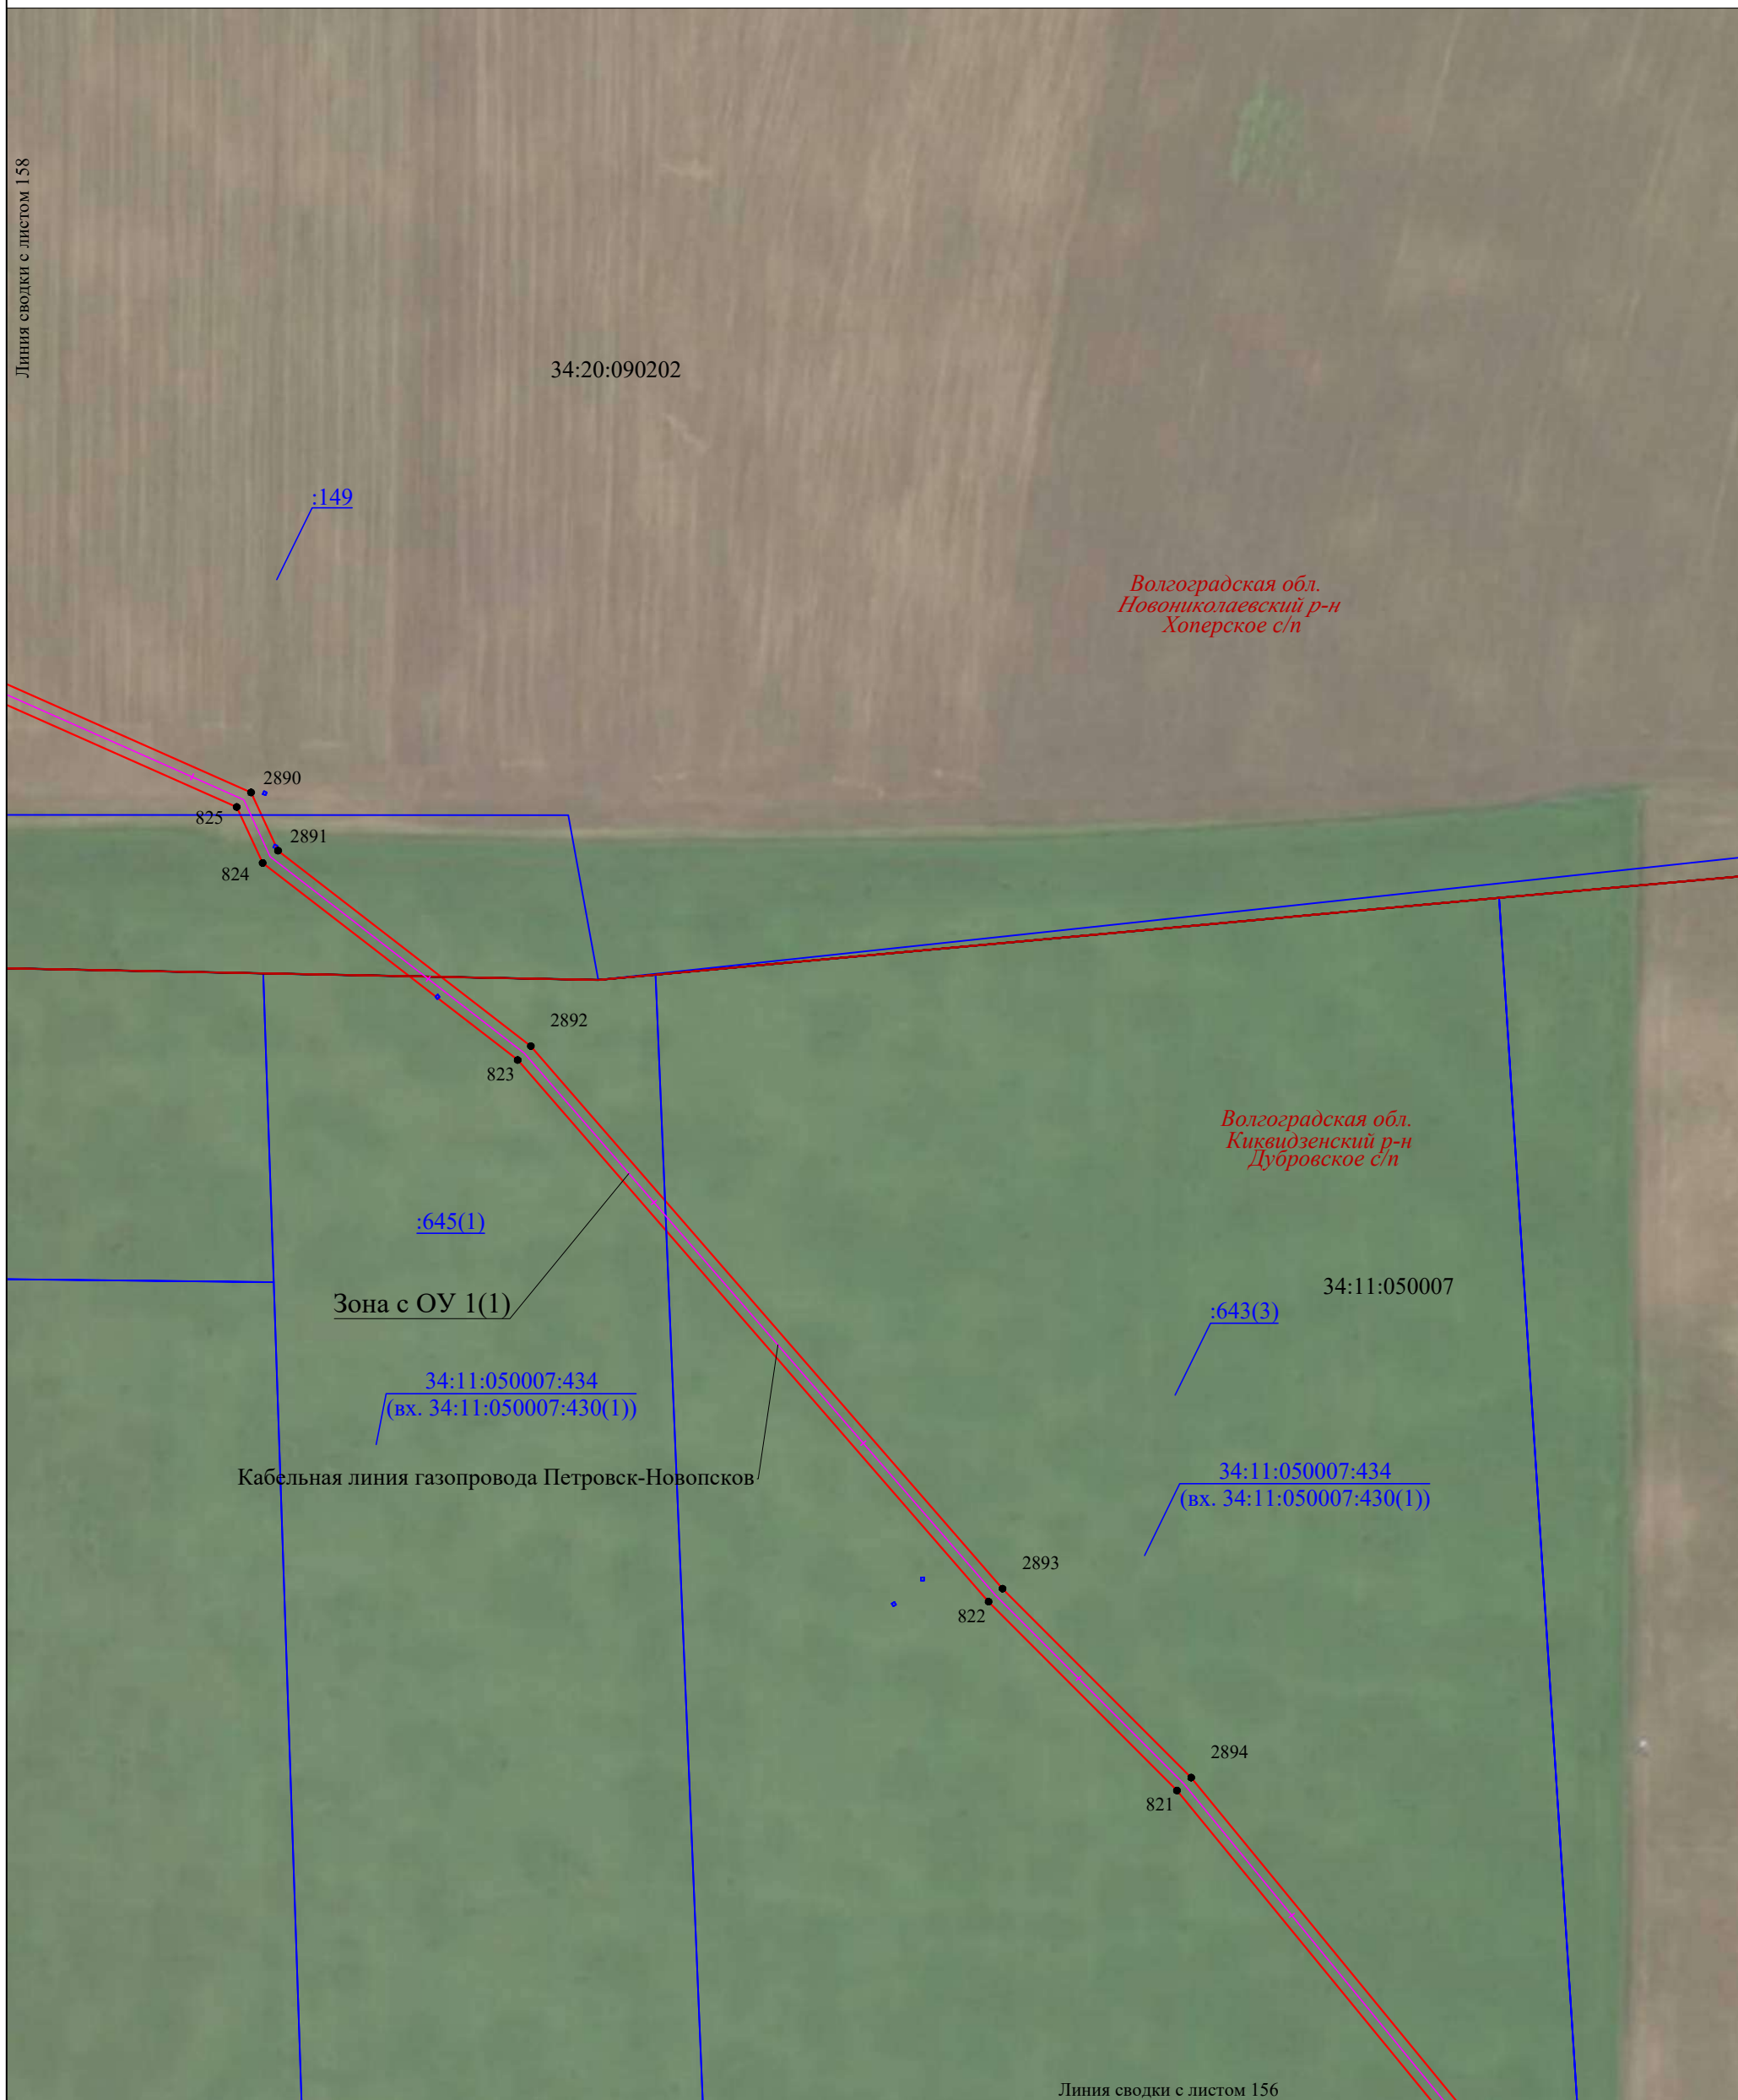 Линия сводки с листом 158
34:20:090202
:149
Волгоградская обл.
Новониколаевский р-н
Хоперское с/п
2890
825
2891
824
2892
823
Волгоградская обл.
Киквидзенский р-н
Дубровское с/п
:645(1)
34:11:050007
Зона с ОУ 1(1)
:643(3)
34:11:050007:434
(вх. 34:11:050007:430(1))
Кабельная линия газопровода Петровск-Новопсков
34:11:050007:434
(вх. 34:11:050007:430(1))
2893
822
2894
821
Линия сводки с листом 156